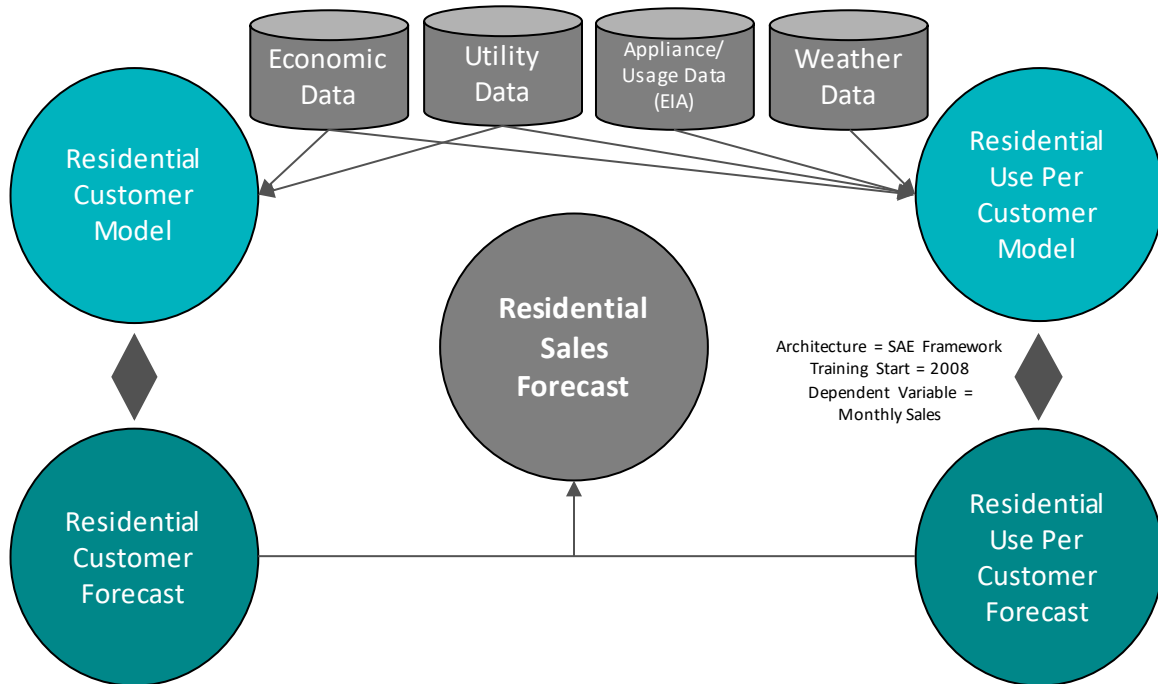 Economic
Data
Utility
Data
Appliance/
Usage Data
(EIA)
Weather
Data
Residential
Customer
Model
Residential
Use Per
Customer
Model
Residential
Sales
Forecast
Architecture = SAE Framework
Training Start = 2008
Dependent Variable =
Monthly Sales
Residential
Customer
Forecast
Residential
Use Per
Customer
Forecast